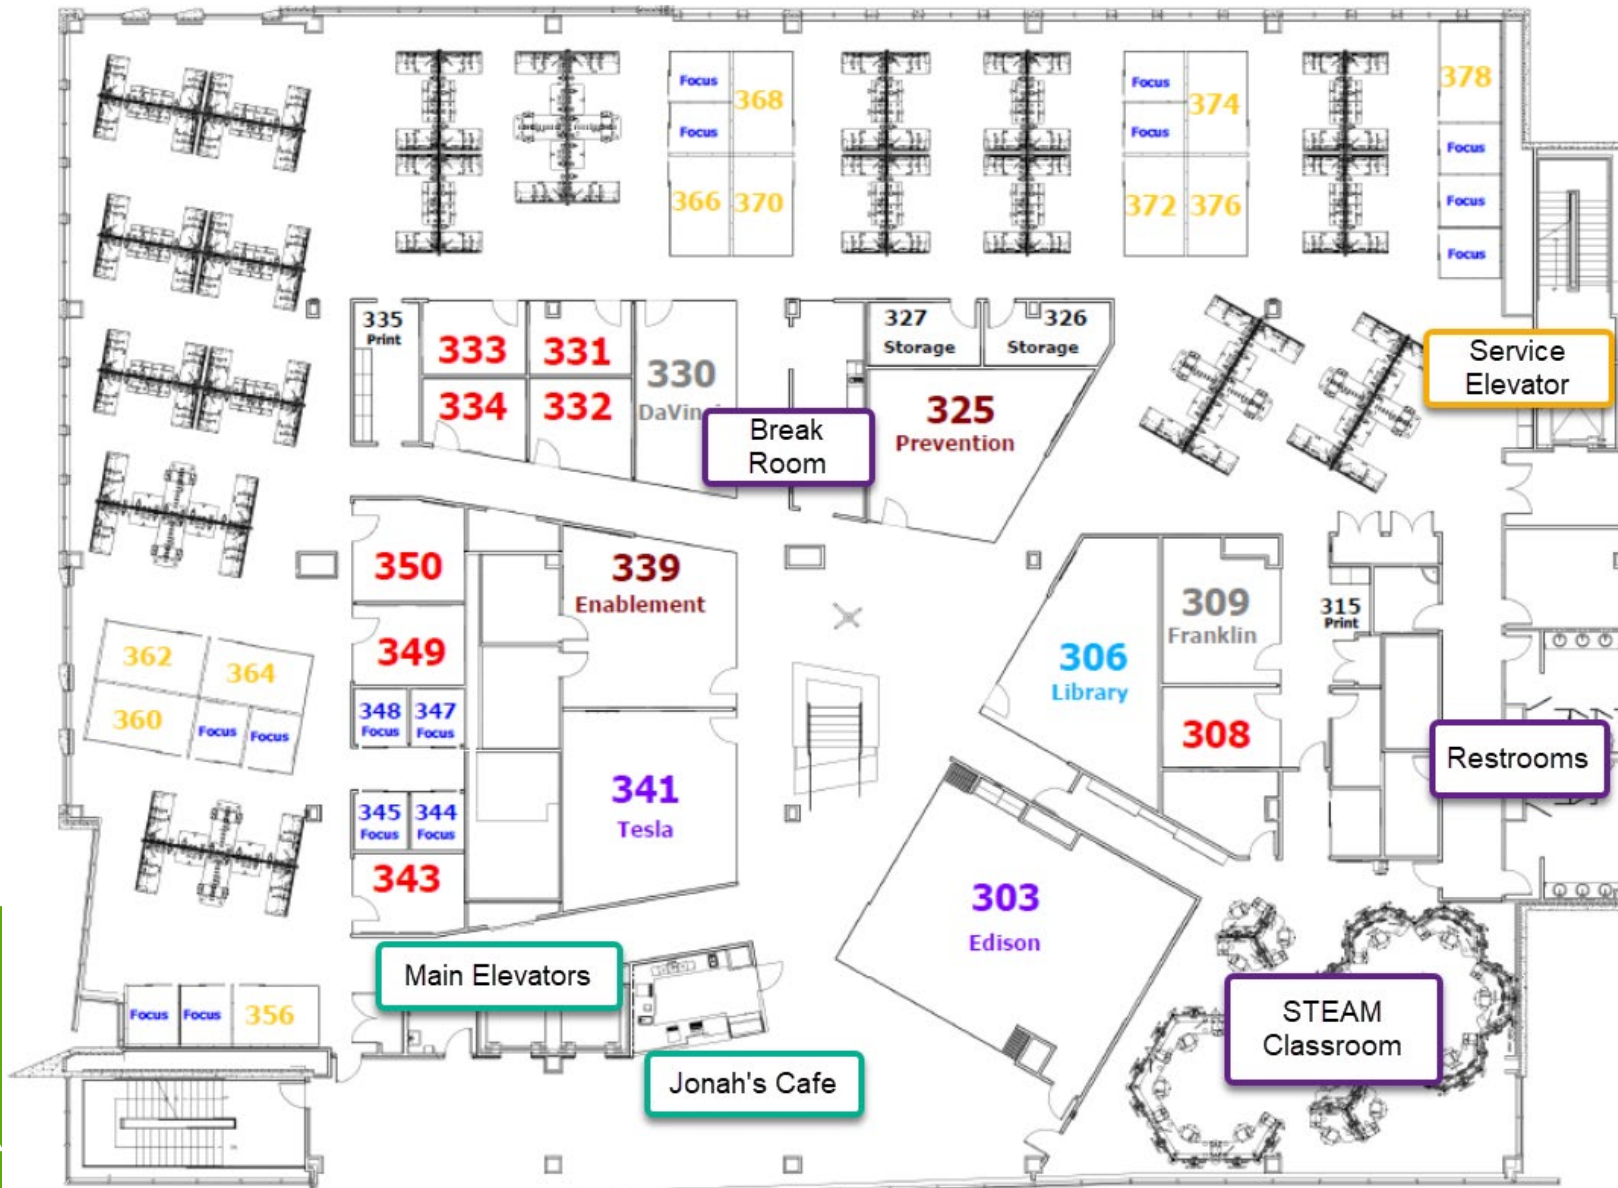 Focus
368
Focus
366
370
Focus
374
Focus
372
376
378
Focus
Focus
Focus
335
Print
333
331
334
332
330
327
Storage
326
Storage
325
Prevention
Break
Room
Service
Elevator
350
339
Enablement
349
348
Focus
347
Focus
345
Focus
344
Focus
343
341
Tesla
362
364
360
Focus
Focus
306
Library
309
Franklin
308
315
Print
Restrooms
303
Edison
STEAM
Classroom
Main Elevators
Focus
Focus
356
Jonah's Cafe